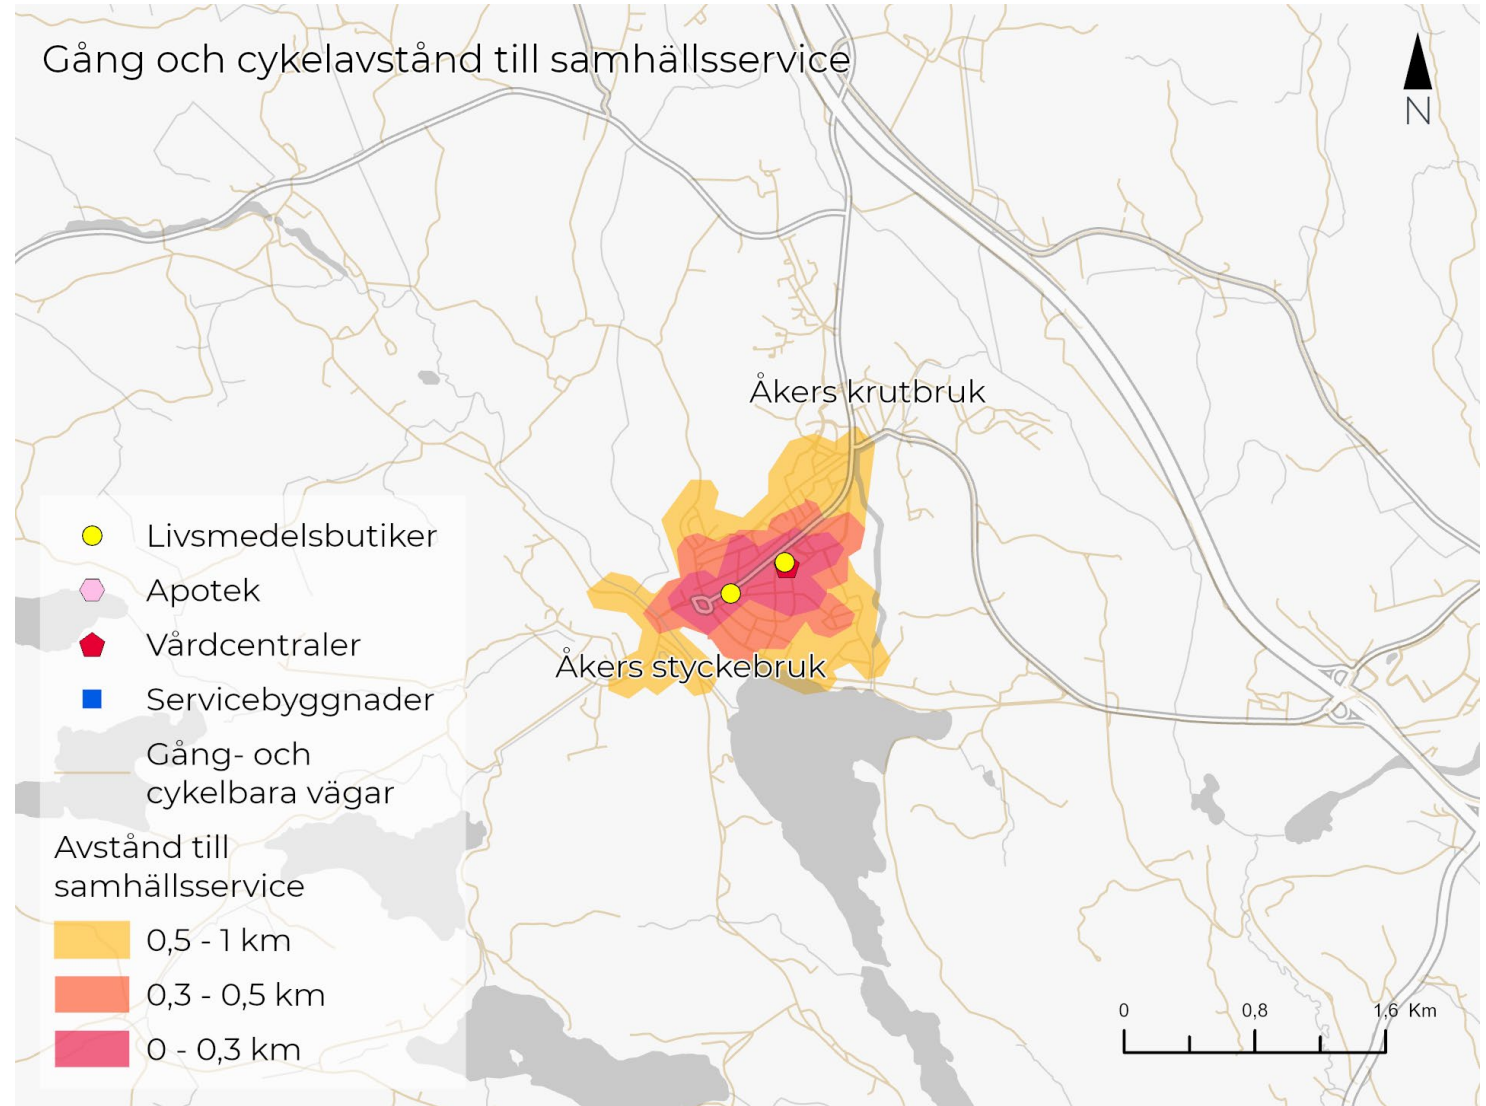 Gång och cykelavstånd till samhällsservice
N
Åkers krutbruk
Åkers styckebruk
Livsmedelsbutiker
Apotek
Vårdcentraler
Servicebyggnader
Gång- och
cykelbara vägar
Avstånd till
samhällsservice
0,5 - 1 km
0,3 - 0,5 km
0 - 0,3 km
0 0,8 1,6 Km